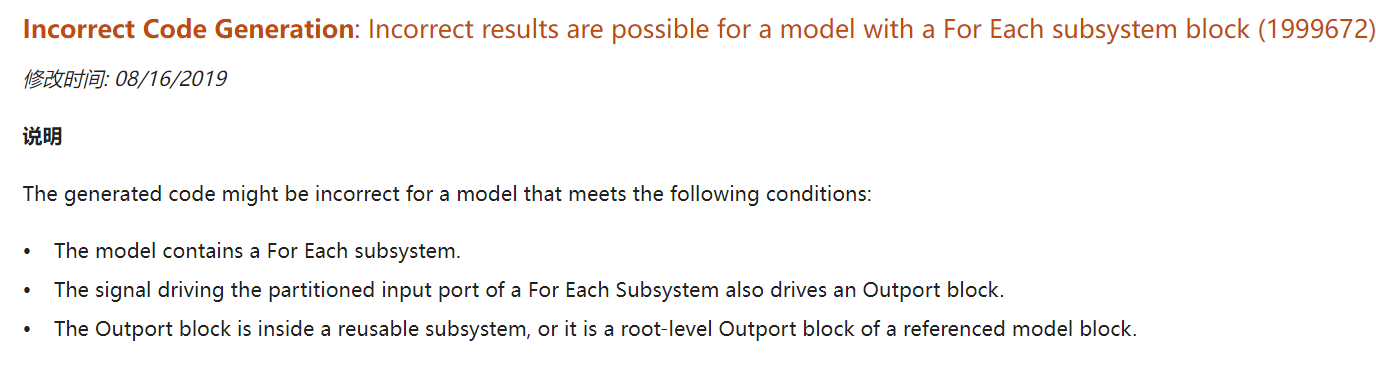 Incorrect Code Generation: Incorrect results are possible for a model with a For Each subsystem block (1999672)
修改时间: 08/16/2019
说明
The generated code might be incorrect for a model that meets the following conditions:
• The model contains a For Each subsystem.
• The signal driving the partitioned input port of a For Each Subsystem also drives an Outport block.
• The Outport block is inside a reusable subsystem, or it is a root-level Outport block of a referenced model block.